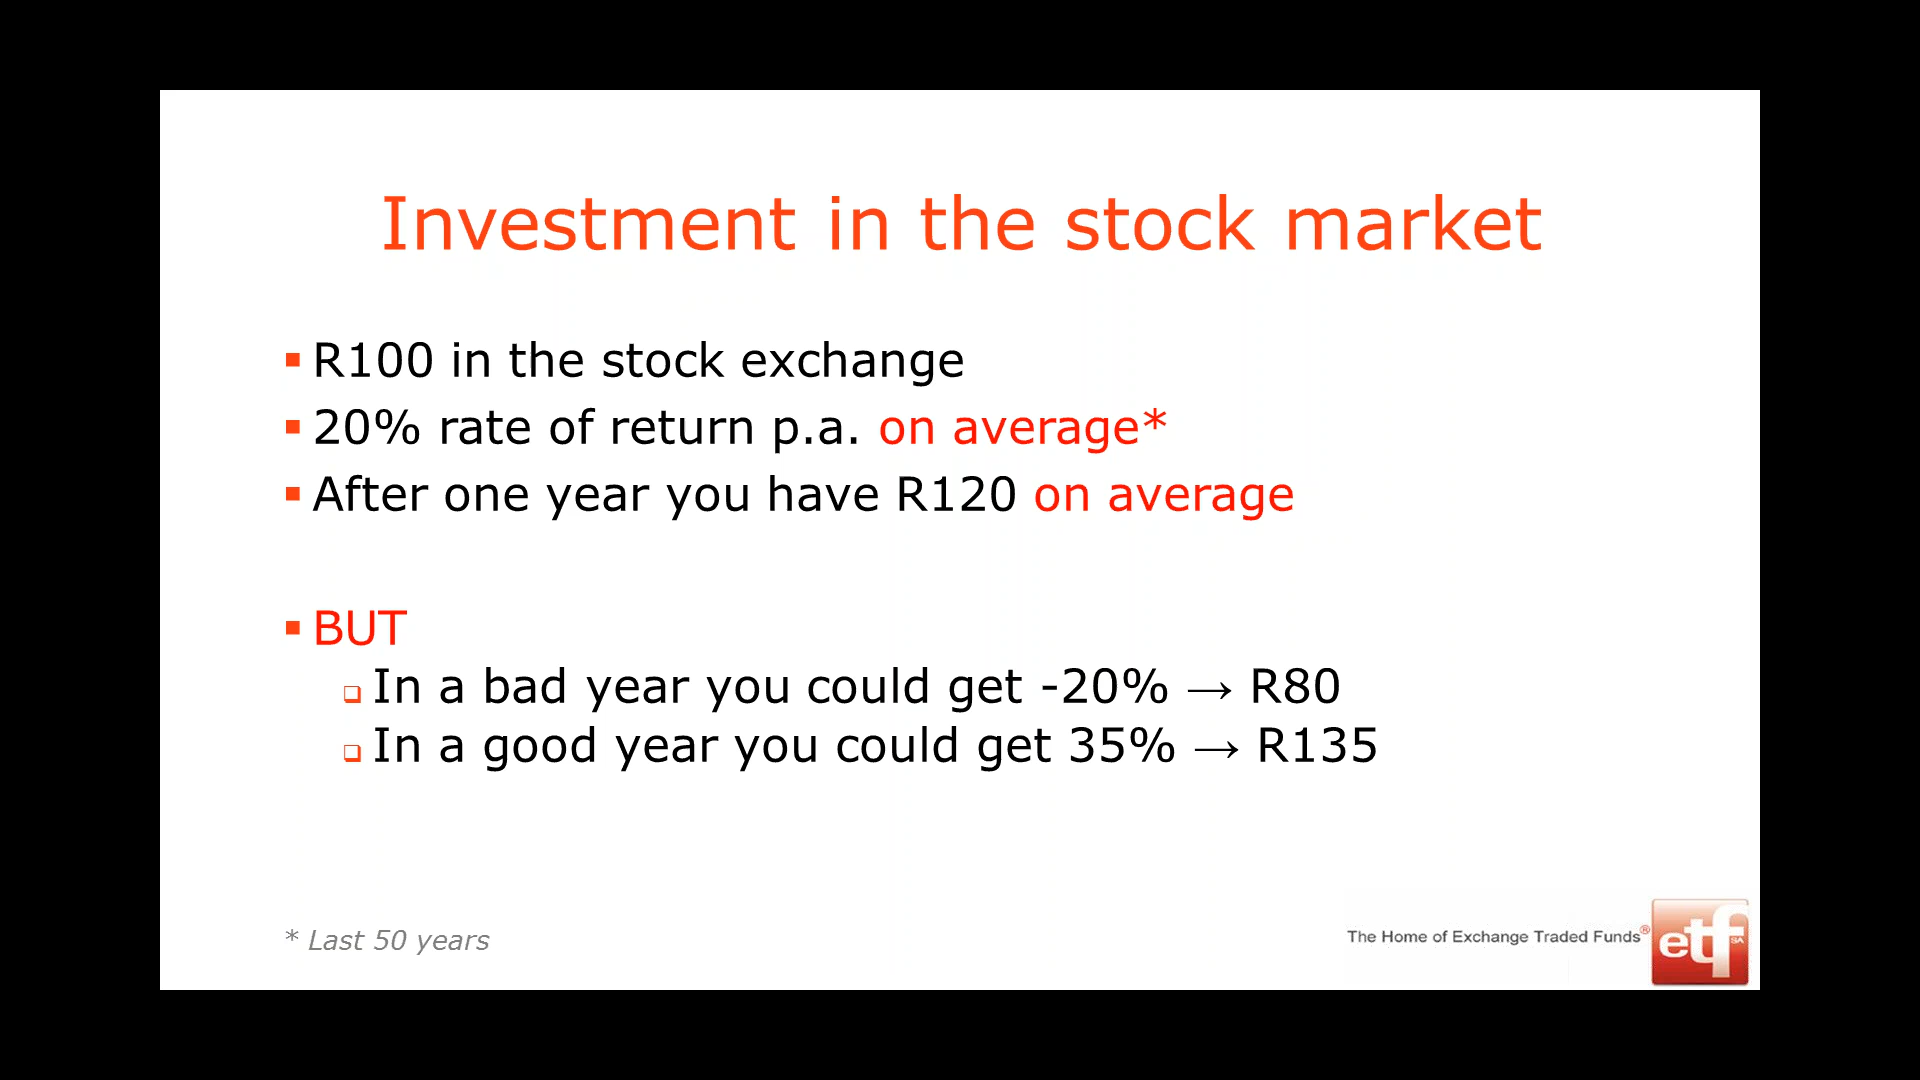 Investment in the stock market
R100 in the stock exchange
20% rate of return p.a. on average*
After one year you have R120 on average
BUT
In a bad year you could get -20% → R80
In a good year you could get 35% → R135
* Last 50 years
The Home of Exchange Traded Funds®
etf
SA